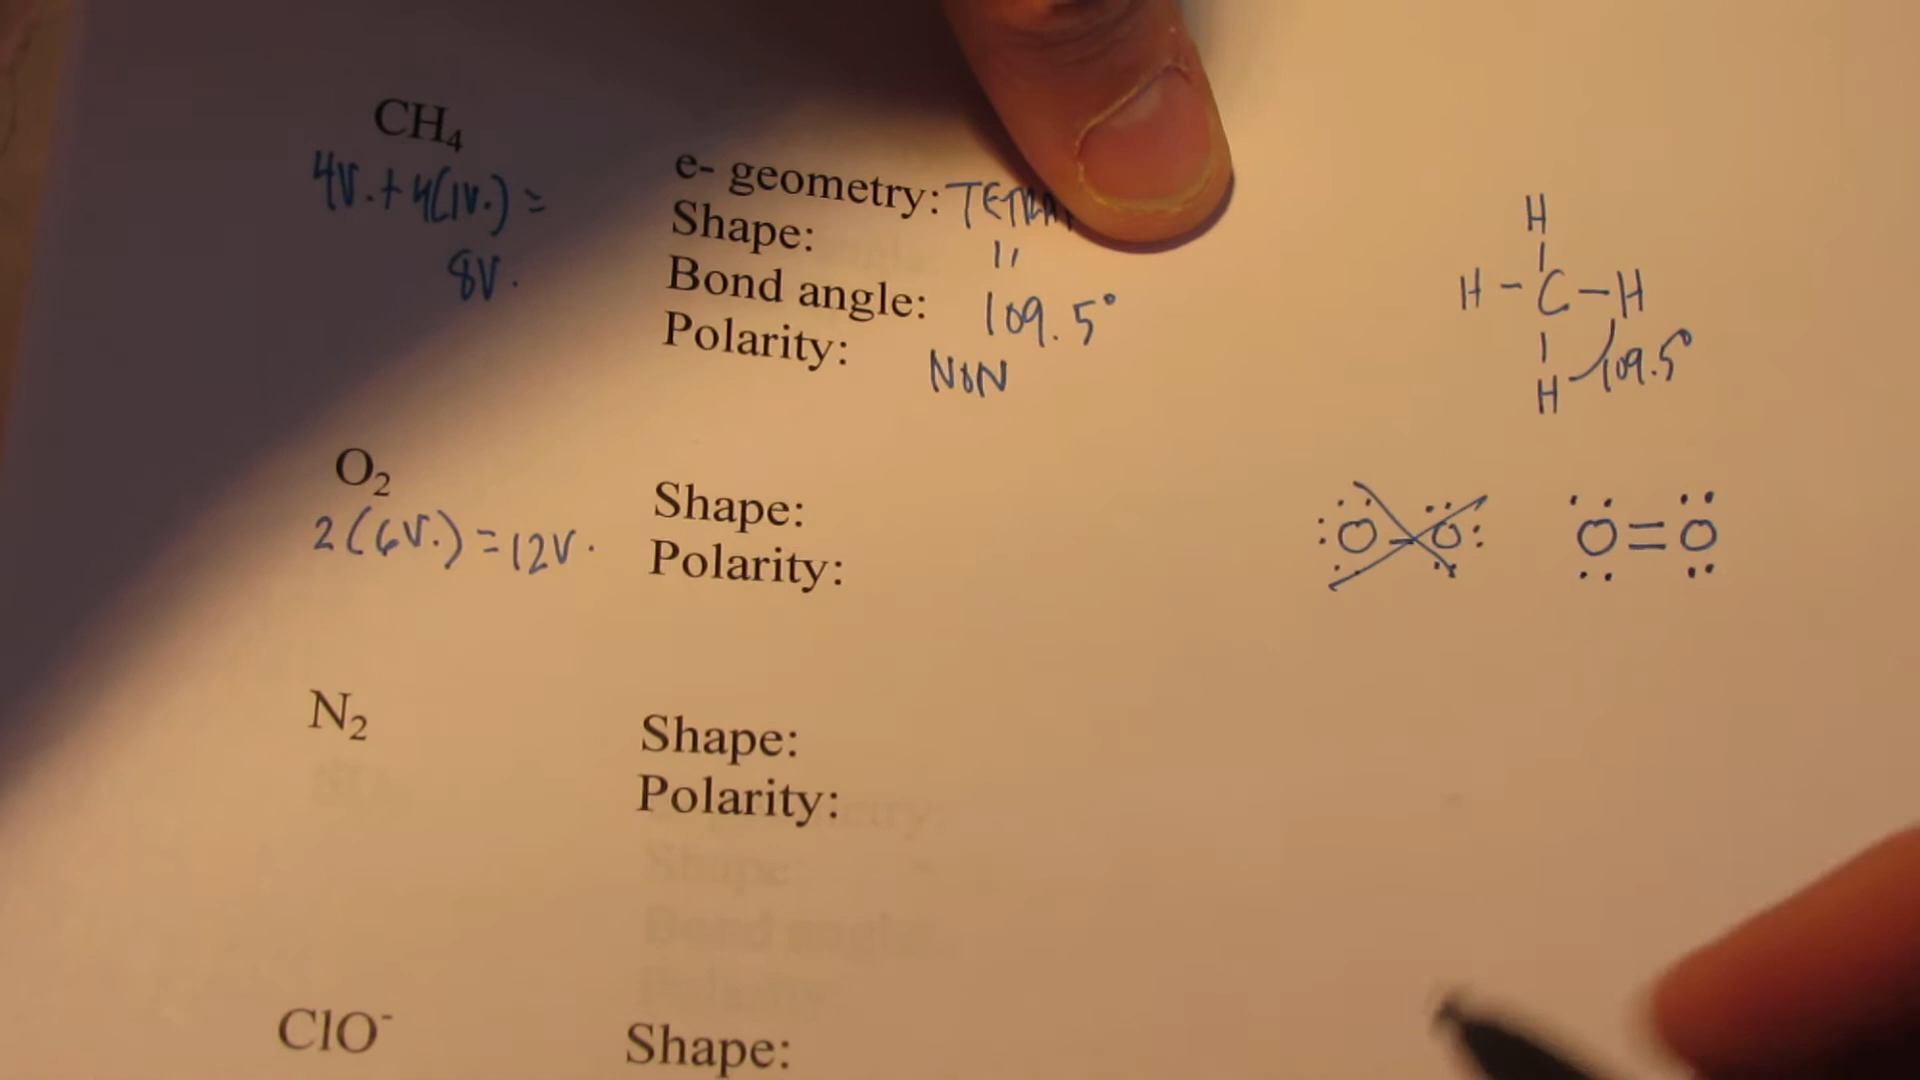 CH4
4V. + 4(1V.) =
8V.
e- geometry: TETRA
Shape: "
Bond angle: 109.5°
Polarity: NON
H
H - C - H
H 109.5°
O2
2(6V.) = 12V.
Shape:
Polarity:
O - O O = O
N2
Shape:
Polarity:
ClO-
Shape: